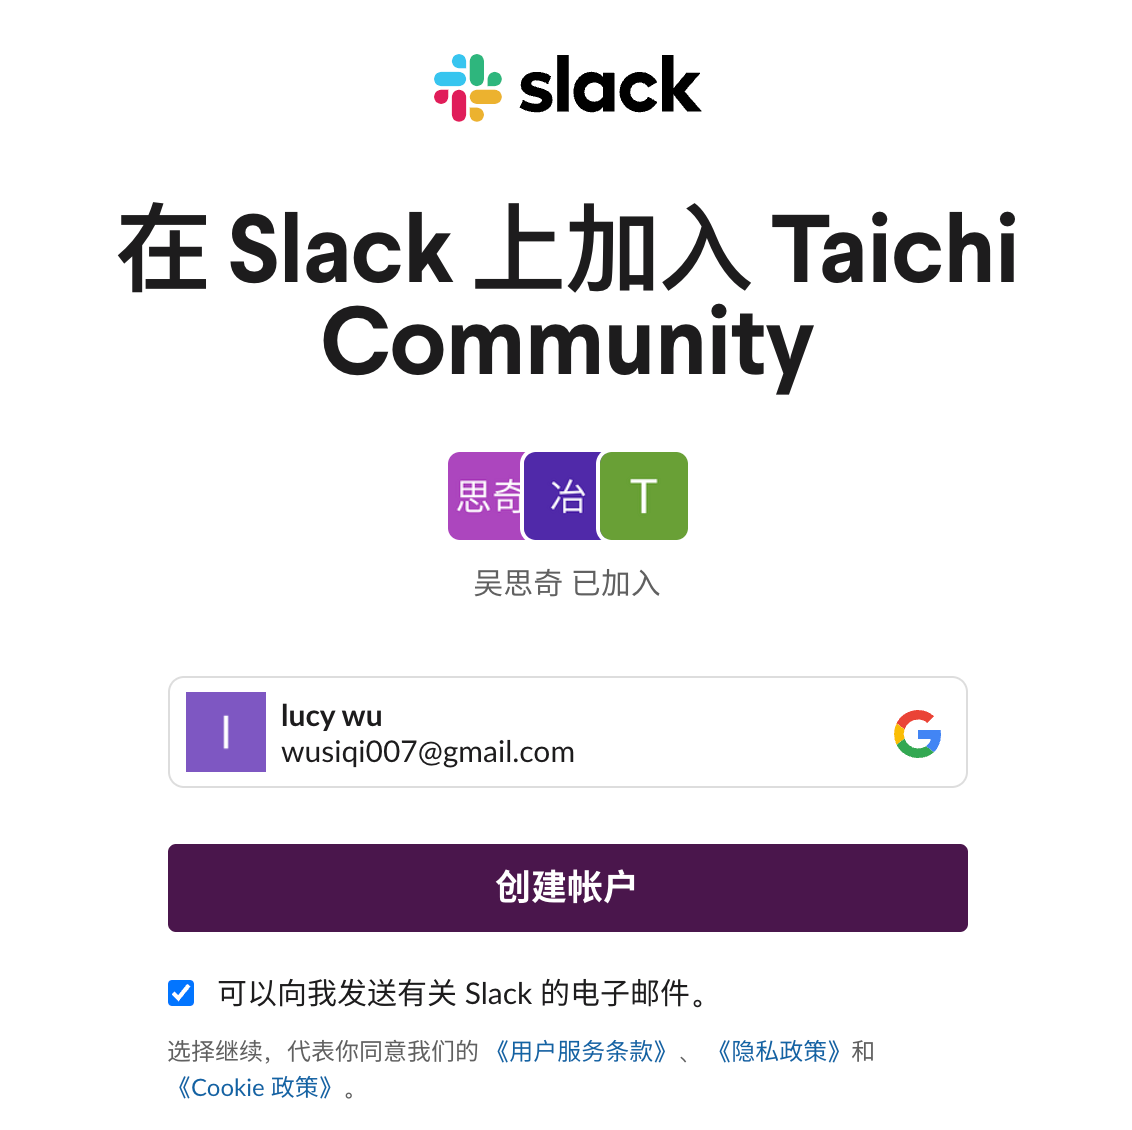 slack
在 Slack 上加入 Taichi
Community
思奇 冶 T
吴思奇 已加入
l
lucy wu
wusiqi007@gmail.com
创建帐户
可以向我发送有关 Slack 的电子邮件。
选择继续，代表你同意我们的 《用户服务条款》 、 《隐私政策》和
《Cookie 政策》 。